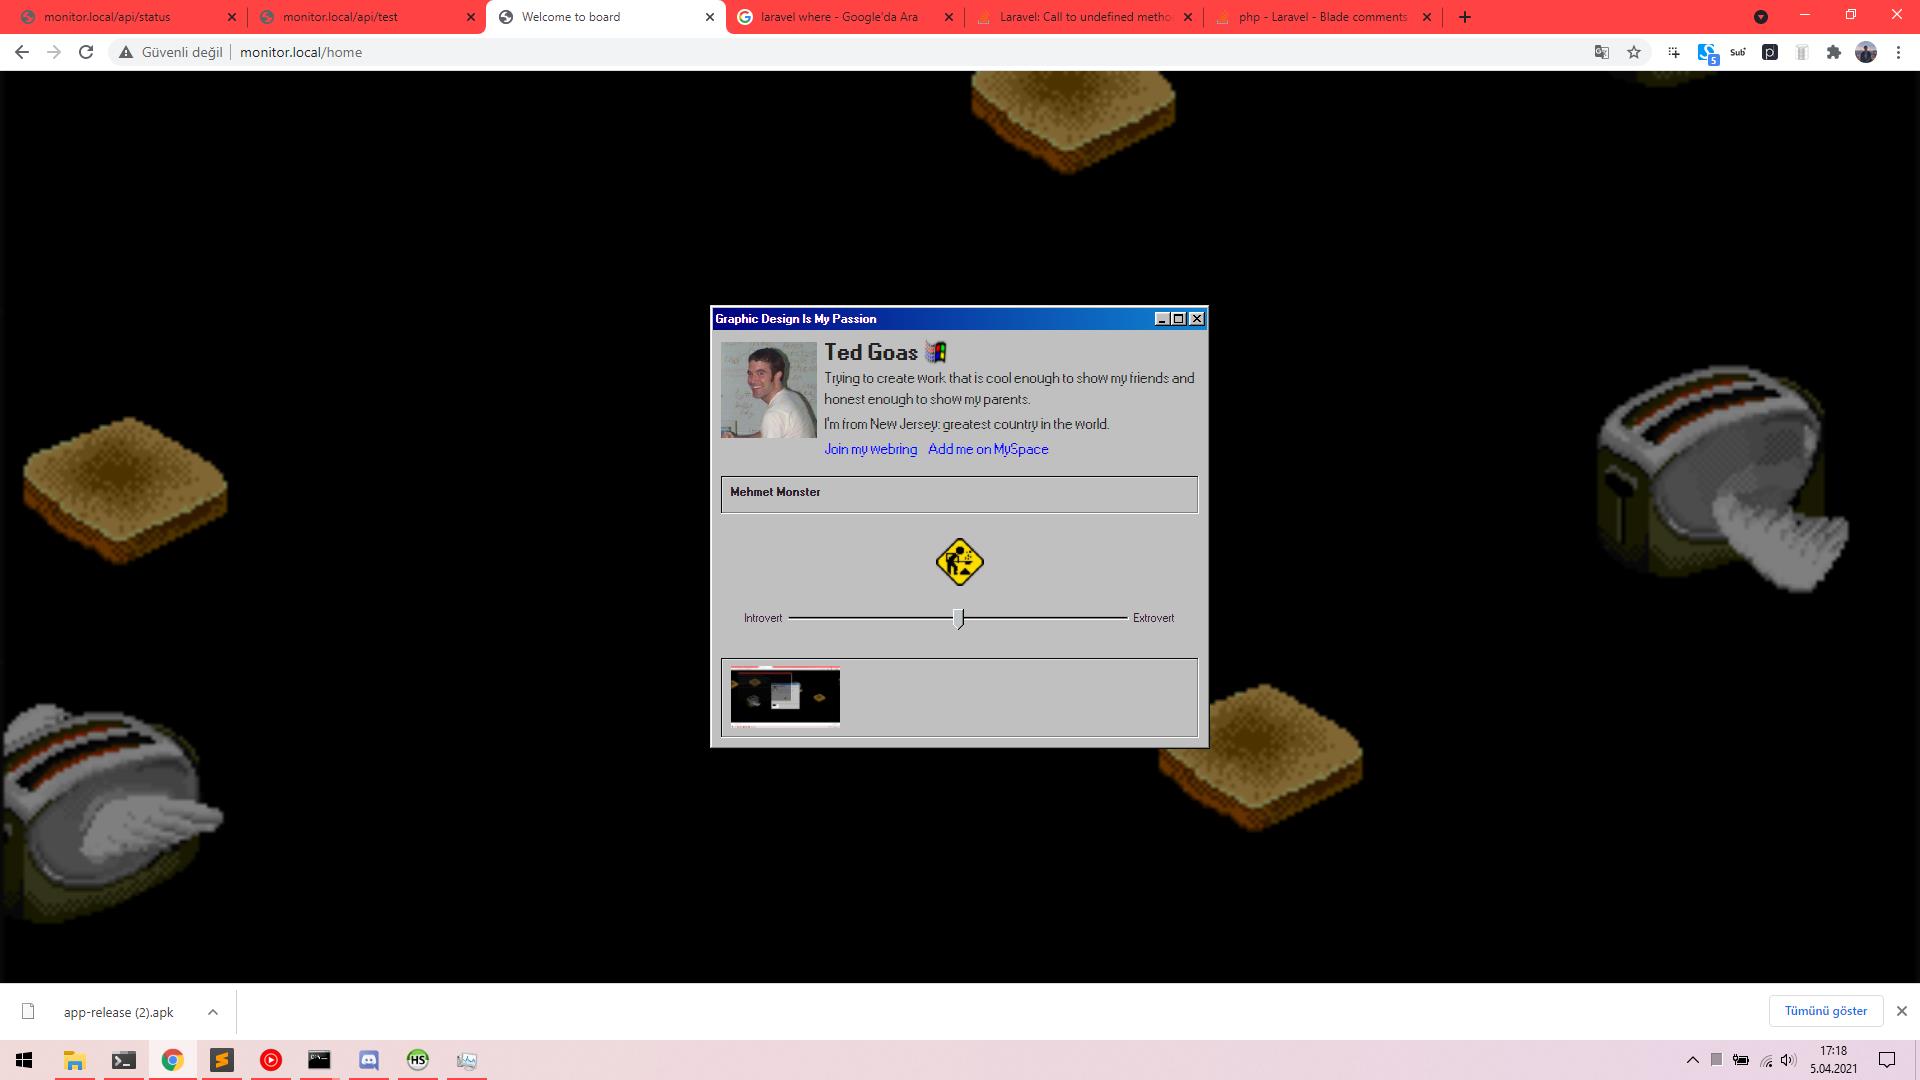 monitor.local/api/status
monitor.local/api/test
Welcome to board
laravel where - Google'da Ara
Laravel: Call to undefined metho
php - Laravel - Blade comments
Güvenli değil
monitor.local/home
Sub
p
5
Graphic Design Is My Passion
Ted Goas
Trying to create work that is cool enough to show my friends and
honest enough to show my parents.
I'm from New Jersey: greatest country in the world.
Join my webring Add me on MySpace
Mehmet Monster
Introvert
Extrovert
app-release (2).apk
Tümünü göster
HS
17:18
5.04.2021